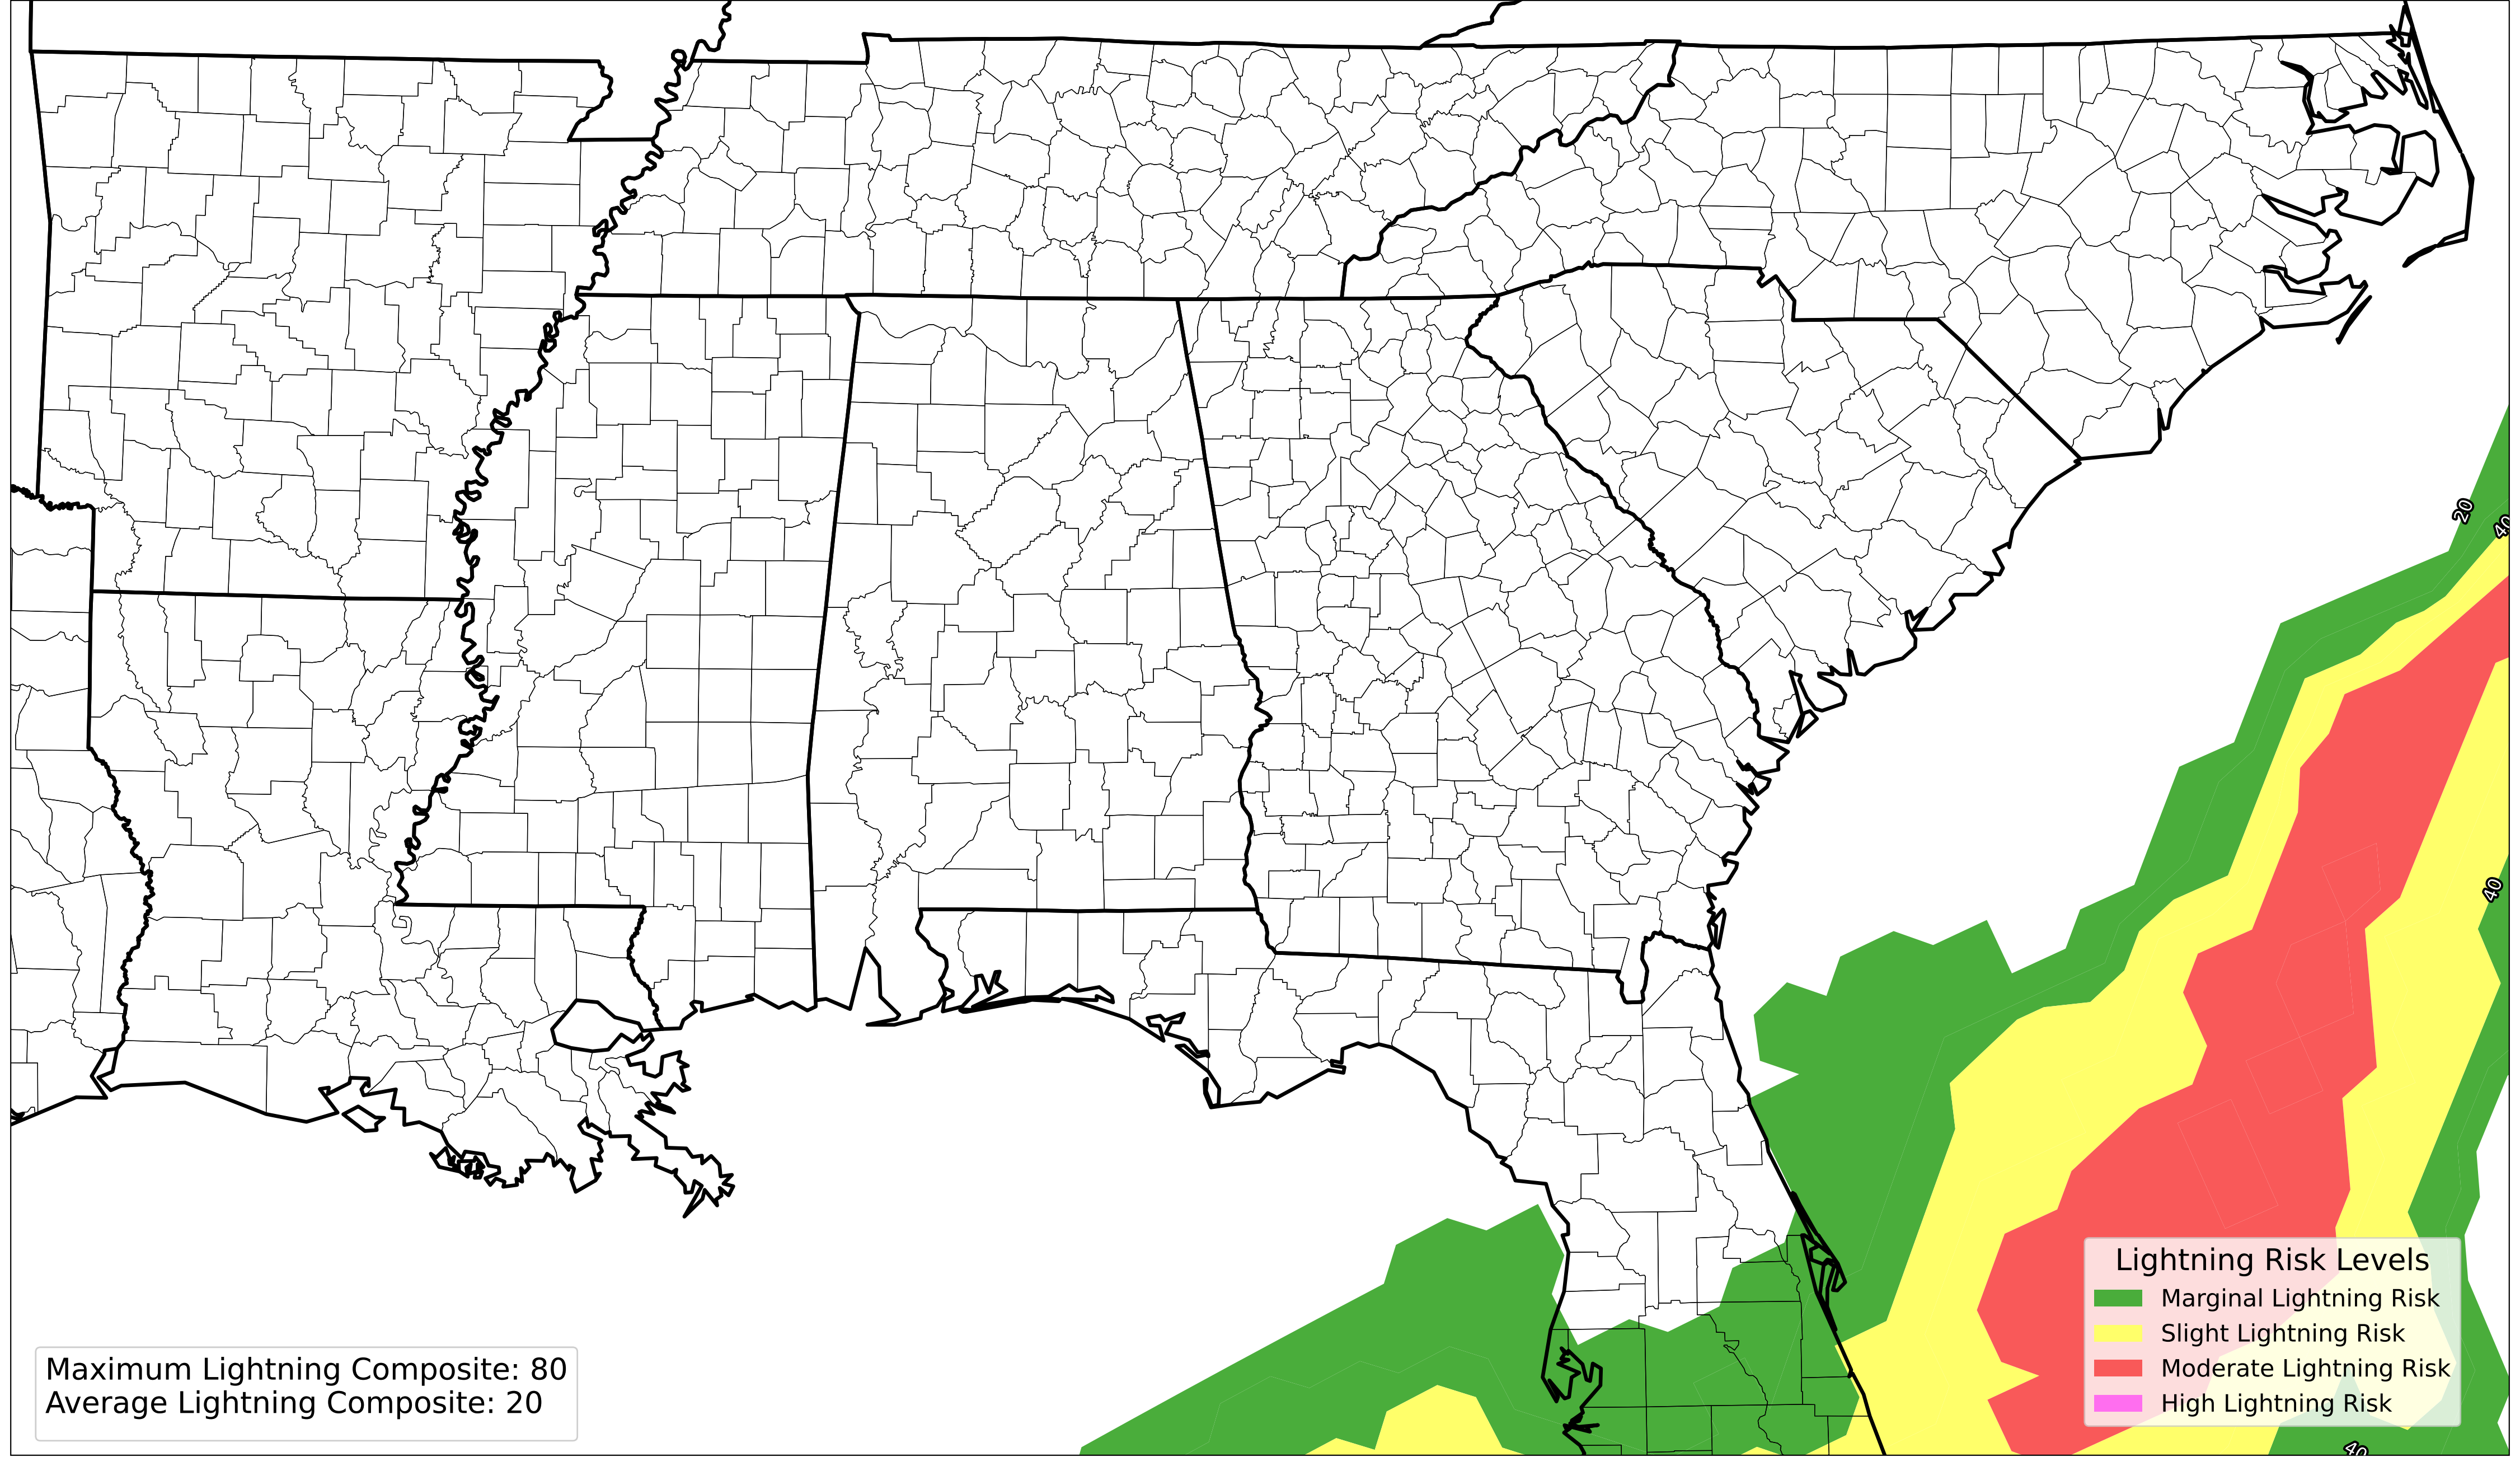 20
40
40
Lightning Risk Levels
Marginal Lightning Risk
Slight Lightning Risk
Moderate Lightning Risk
High Lightning Risk
Maximum Lightning Composite: 80
Average Lightning Composite: 20
40